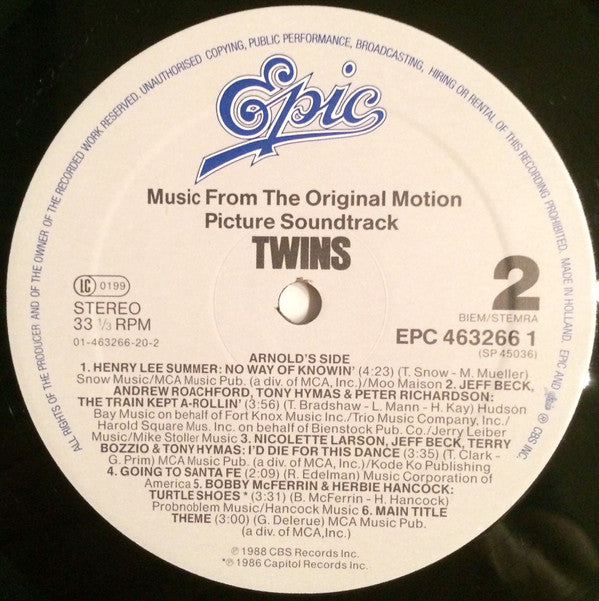 ALL RIGHTS OF THE PRODUCER AND OF THE OWNER OF THE RECORDED WORK RESERVED. UNAUTHORISED COPYING, PUBLIC PERFORMANCE, BROADCASTING, HIRING OR RENTAL OF THIS RECORDING PROHIBITED. MADE IN HOLLAND. EPIC AND ℗ CBS INC
Epic
Music From The Original Motion
Picture Soundtrack
TWINS
LC 0199
STEREO
33 ⅓ RPM
01-463266-20-2
2
BIEM/STEMRA
EPC 463266 1
(SP 45036)
ARNOLD'S SIDE
1. HENRY LEE SUMMER: NO WAY OF KNOWIN' (4:23) (T. Snow - M. Mueller)
Snow Music/MCA Music Pub. (a div. of MCA, Inc.)/Moo Maison 2. JEFF BECK,
ANDREW ROACHFORD, TONY HYMAS & PETER RICHARDSON:
THE TRAIN KEPT A-ROLLIN' (3:56) (T. Bradshaw - L. Mann - H. Kay) Hudson
Bay Music on behalf of Fort Knox Music Inc./Trio Music Company, Inc./
Harold Square Mus. Inc. on behalf of Bienstock Pub. Co./Jerry Leiber
Music/Mike Stoller Music 3. NICOLETTE LARSON, JEFF BECK, TERRY
BOZZIO & TONY HYMAS: I'D DIE FOR THIS DANCE (3:35) (T. Clark -
G. Prim) MCA Music Pub. (a div. of MCA, Inc.)/Kode Ko Publishing
4. GOING TO SANTA FE (2:09) (R. Edelman) Music Corporation of
America 5. BOBBY McFERRIN & HERBIE HANCOCK:
TURTLE SHOES * (3:31) (B. McFerrin - H. Hancock)
Probnoblem Music/Hancock Music 6. MAIN TITLE
THEME (3:00) (G. Delerue) MCA Music Pub.
(a div. of MCA,Inc.)
℗ 1988 CBS Records Inc.
*℗ 1986 Capitol Records Inc.